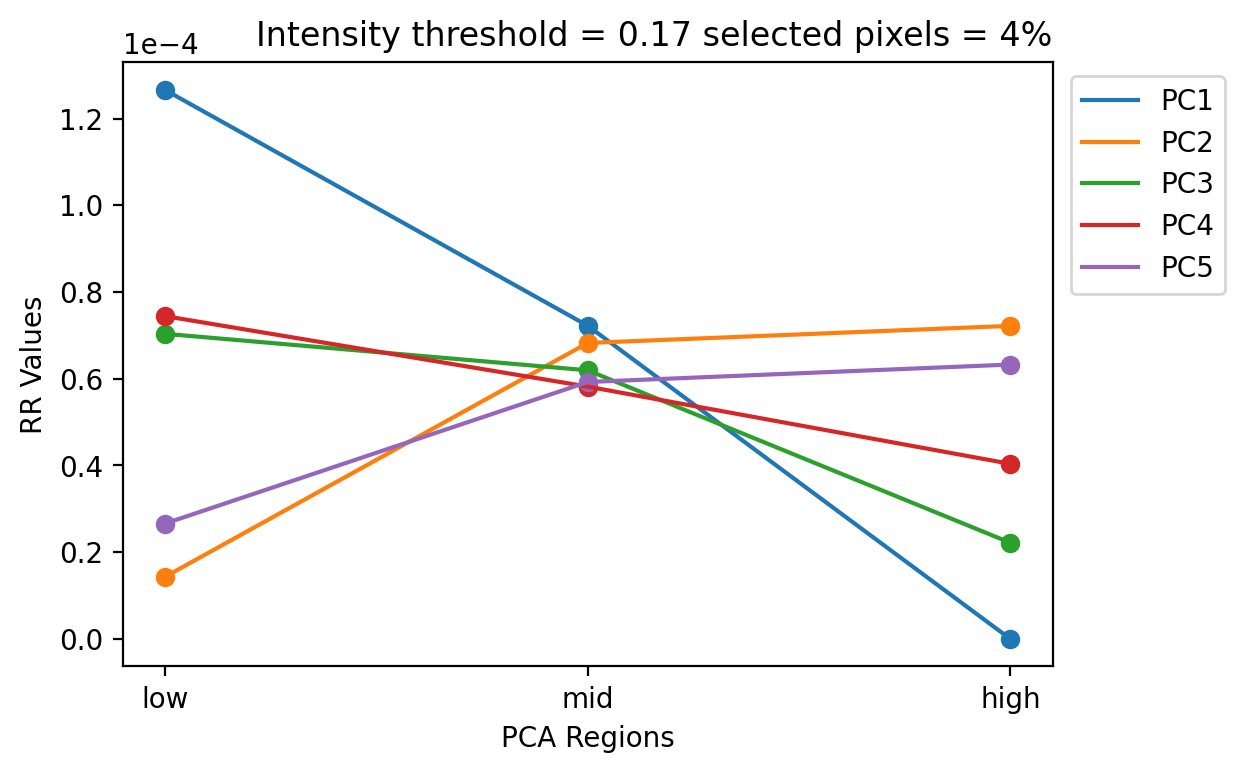 Intensity threshold = 0.17 selected pixels = 4%
1e−4
1.2
1.0
0.8
0.6
0.4
0.2
0.0
RR Values
low mid high
PCA Regions
PC1
PC2
PC3
PC4
PC5